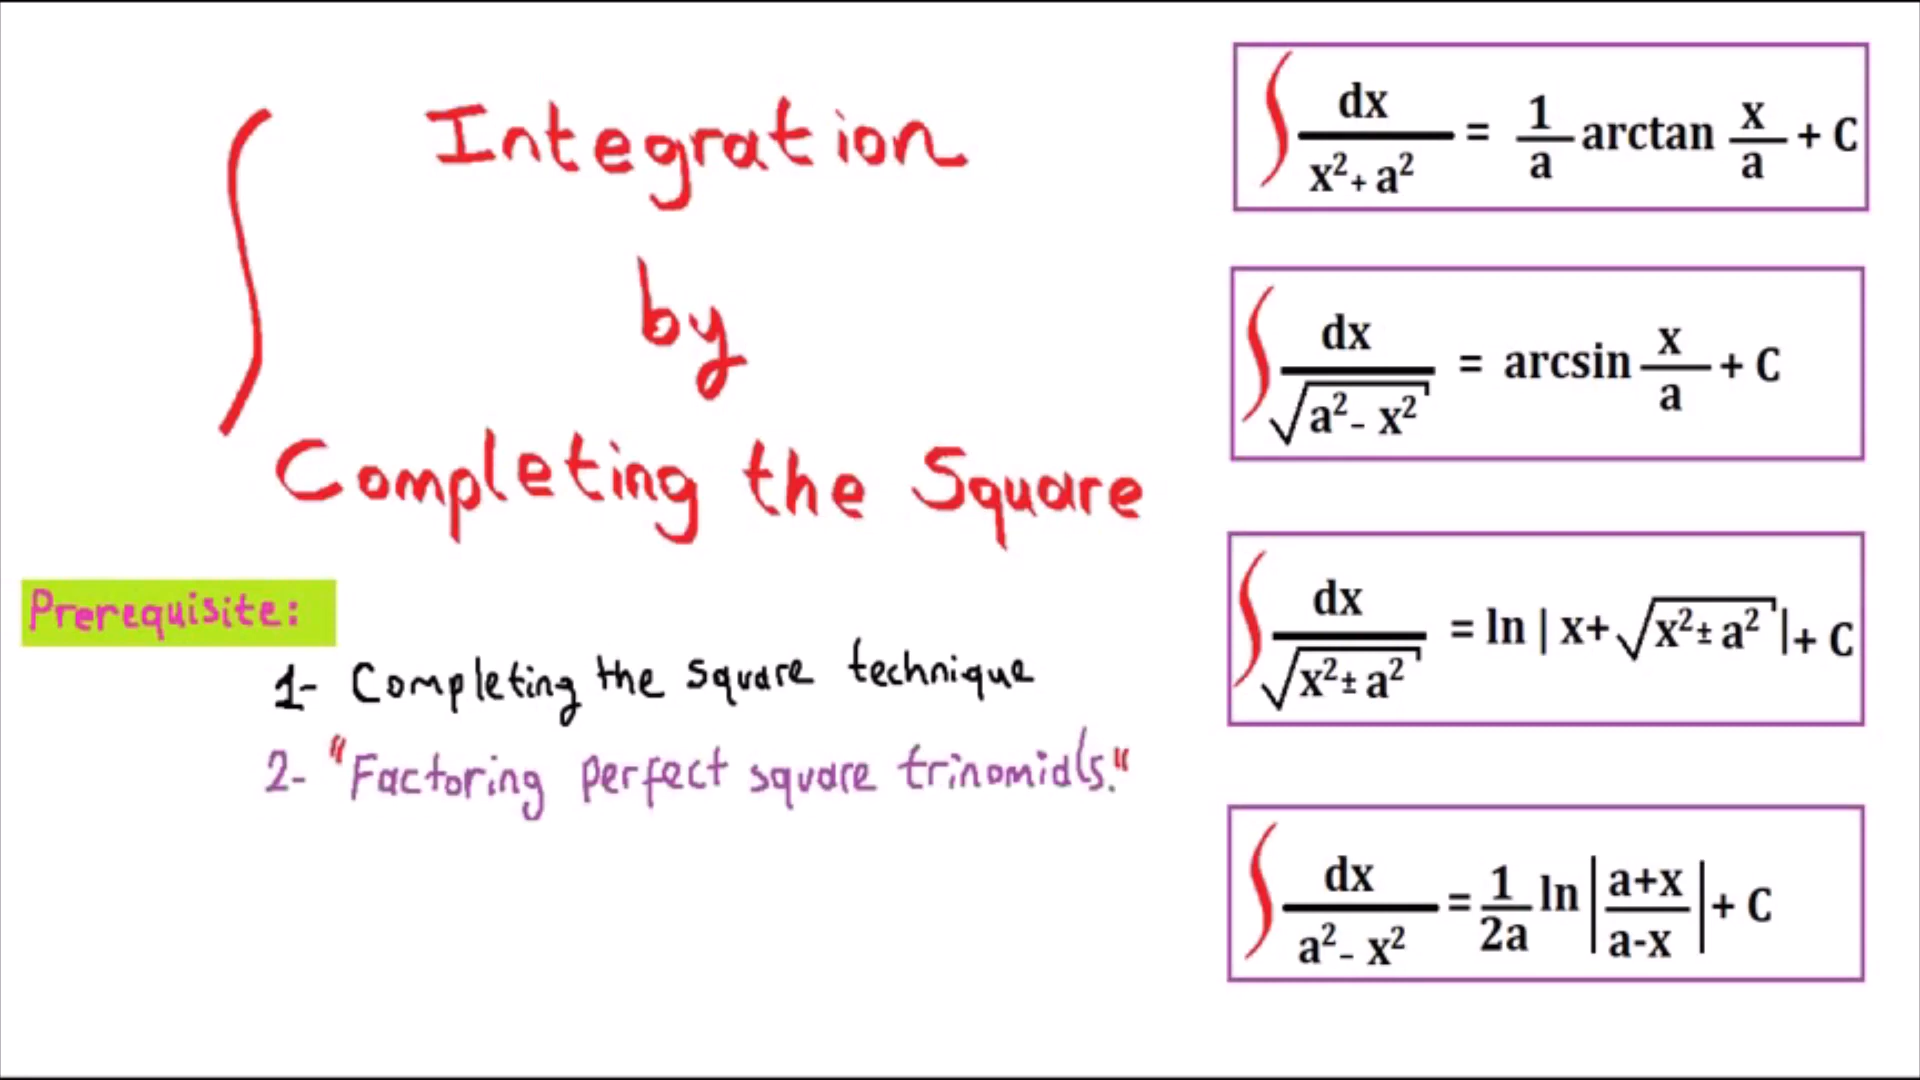 ∫ Integration
by
Completing the Square
Prerequisite:
1- Completing the square technique
2- "Factoring perfect square trinomials."
∫ dx / (x² + a²) = 1/a arctan x/a + C
∫ dx / √(a² - x²) = arcsin x/a + C
∫ dx / √(x² ± a²) = ln | x + √(x² ± a²) | + C
∫ dx / (a² - x²) = 1/2a ln | a+x / a-x | + C